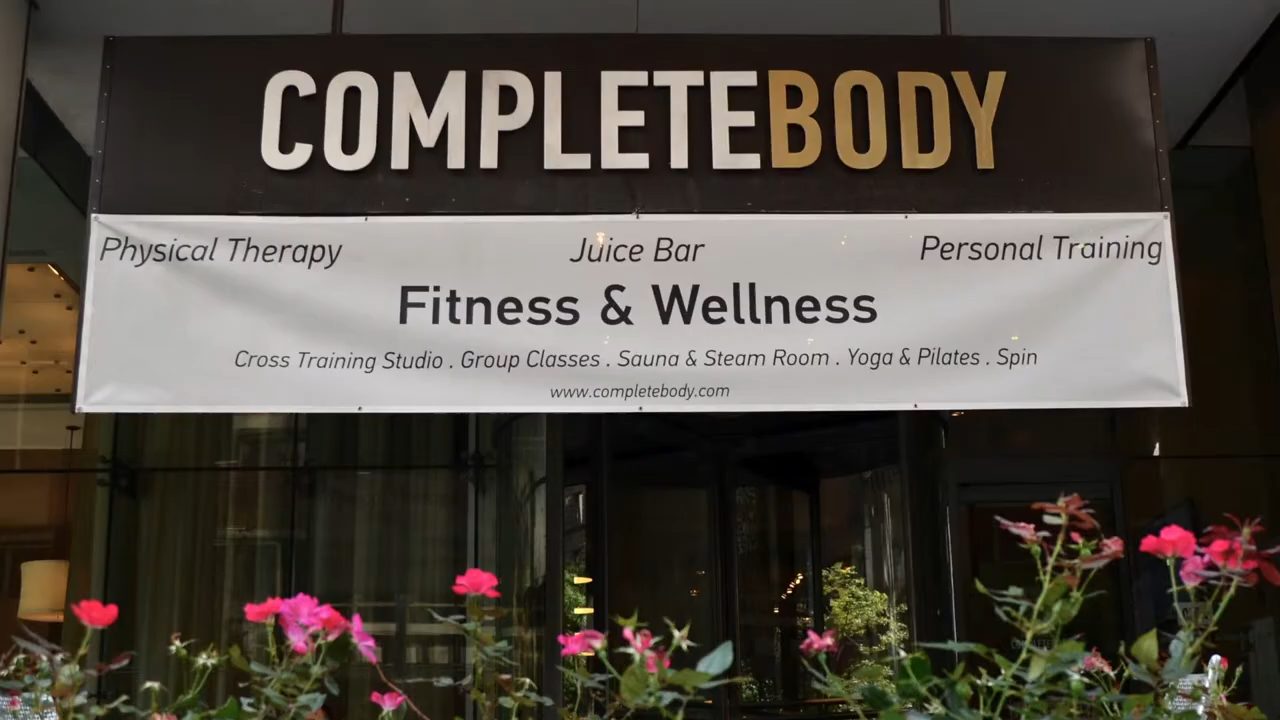 COMPLETEBODY
Physical Therapy Juice Bar Personal Training
Fitness & Wellness
Cross Training Studio . Group Classes . Sauna & Steam Room . Yoga & Pilates . Spin
www.completebody.com